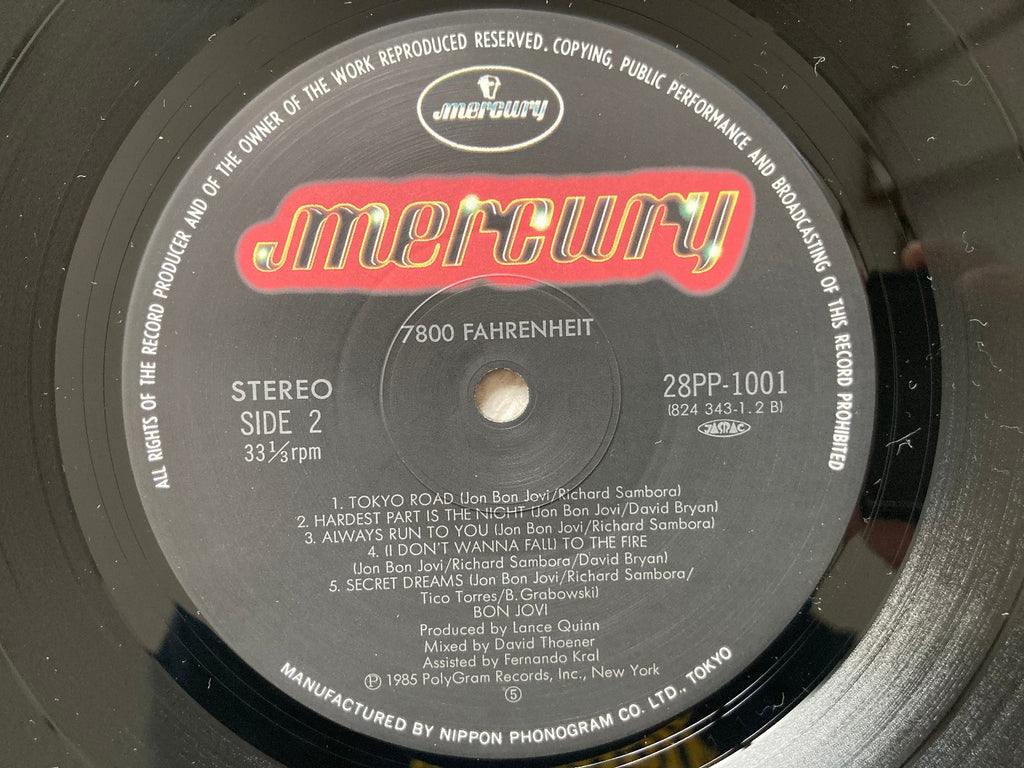 ALL RIGHTS OF THE RECORD PRODUCER AND OF THE OWNER OF THE WORK REPRODUCED RESERVED. COPYING, PUBLIC PERFORMANCE AND BROADCASTING OF THIS RECORD PROHIBITED
mercury
mercury
7800 FAHRENHEIT
STEREO
SIDE 2
33⅓rpm
28PP-1001
(824 343-1. 2 B)
JASRAC
1. TOKYO ROAD (Jon Bon Jovi/Richard Sambora)
2. HARDEST PART IS THE NIGHT (Jon Bon Jovi/David Bryan)
3. ALWAYS RUN TO YOU (Jon Bon Jovi/Richard Sambora)
4. (I DON'T WANNA FALL) TO THE FIRE
(Jon Bon Jovi/Richard Sambora/David Bryan)
5. SECRET DREAMS (Jon Bon Jovi/Richard Sambora/
Tico Torres/B. Grabowski)
BON JOVI
Produced by Lance Quinn
Mixed by David Thoener
Assisted by Fernando Kral
Ⓟ 1985 PolyGram Records, Inc., New York
⑤
MANUFACTURED BY NIPPON PHONOGRAM CO. LTD., TOKYO